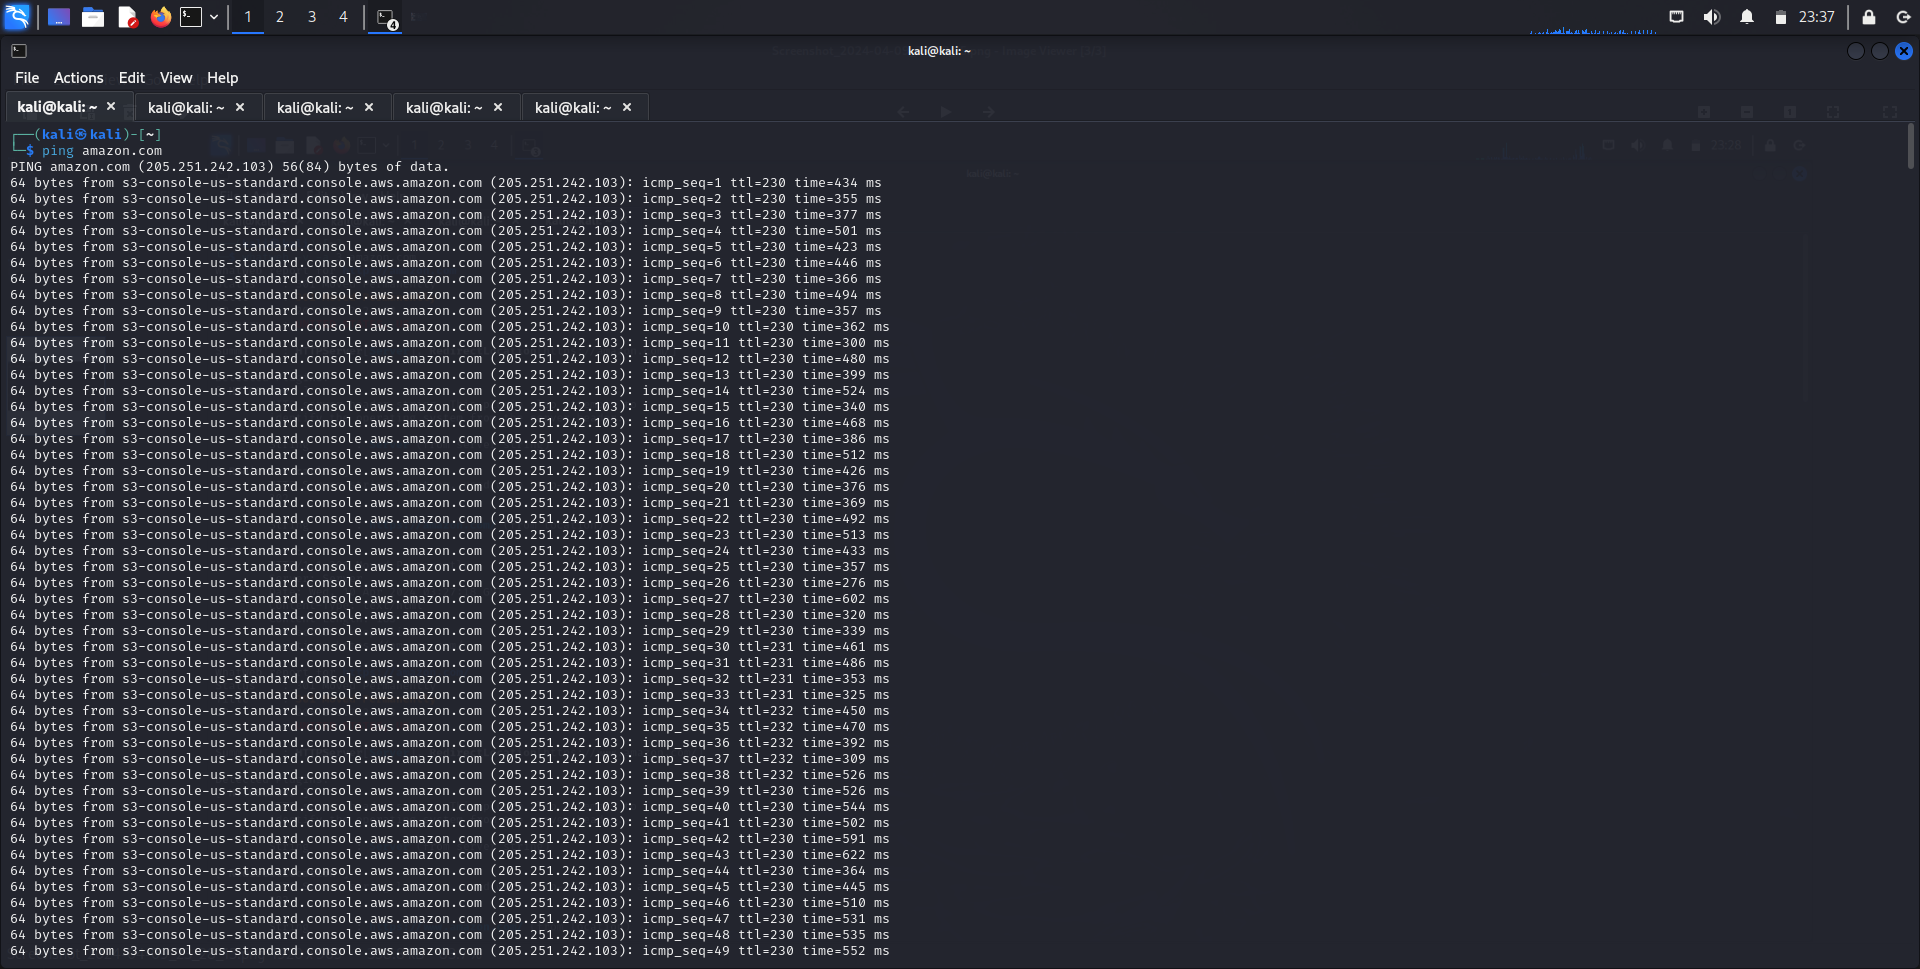 1 2 3 4 4 23:37
kali@kali: ~
File Actions Edit View Help
kali@kali: ~ × kali@kali: ~ × kali@kali: ~ × kali@kali: ~ × kali@kali: ~ ×
┌──(kali㉿kali)-[~]
└─$ ping amazon.com
PING amazon.com (205.251.242.103) 56(84) bytes of data.
64 bytes from s3-console-us-standard.console.aws.amazon.com (205.251.242.103): icmp_seq=1 ttl=230 time=434 ms
64 bytes from s3-console-us-standard.console.aws.amazon.com (205.251.242.103): icmp_seq=2 ttl=230 time=355 ms
64 bytes from s3-console-us-standard.console.aws.amazon.com (205.251.242.103): icmp_seq=3 ttl=230 time=377 ms
64 bytes from s3-console-us-standard.console.aws.amazon.com (205.251.242.103): icmp_seq=4 ttl=230 time=501 ms
64 bytes from s3-console-us-standard.console.aws.amazon.com (205.251.242.103): icmp_seq=5 ttl=230 time=423 ms
64 bytes from s3-console-us-standard.console.aws.amazon.com (205.251.242.103): icmp_seq=6 ttl=230 time=446 ms
64 bytes from s3-console-us-standard.console.aws.amazon.com (205.251.242.103): icmp_seq=7 ttl=230 time=366 ms
64 bytes from s3-console-us-standard.console.aws.amazon.com (205.251.242.103): icmp_seq=8 ttl=230 time=494 ms
64 bytes from s3-console-us-standard.console.aws.amazon.com (205.251.242.103): icmp_seq=9 ttl=230 time=357 ms
64 bytes from s3-console-us-standard.console.aws.amazon.com (205.251.242.103): icmp_seq=10 ttl=230 time=362 ms
64 bytes from s3-console-us-standard.console.aws.amazon.com (205.251.242.103): icmp_seq=11 ttl=230 time=300 ms
64 bytes from s3-console-us-standard.console.aws.amazon.com (205.251.242.103): icmp_seq=12 ttl=230 time=480 ms
64 bytes from s3-console-us-standard.console.aws.amazon.com (205.251.242.103): icmp_seq=13 ttl=230 time=399 ms
64 bytes from s3-console-us-standard.console.aws.amazon.com (205.251.242.103): icmp_seq=14 ttl=230 time=524 ms
64 bytes from s3-console-us-standard.console.aws.amazon.com (205.251.242.103): icmp_seq=15 ttl=230 time=340 ms
64 bytes from s3-console-us-standard.console.aws.amazon.com (205.251.242.103): icmp_seq=16 ttl=230 time=468 ms
64 bytes from s3-console-us-standard.console.aws.amazon.com (205.251.242.103): icmp_seq=17 ttl=230 time=386 ms
64 bytes from s3-console-us-standard.console.aws.amazon.com (205.251.242.103): icmp_seq=18 ttl=230 time=512 ms
64 bytes from s3-console-us-standard.console.aws.amazon.com (205.251.242.103): icmp_seq=19 ttl=230 time=426 ms
64 bytes from s3-console-us-standard.console.aws.amazon.com (205.251.242.103): icmp_seq=20 ttl=230 time=376 ms
64 bytes from s3-console-us-standard.console.aws.amazon.com (205.251.242.103): icmp_seq=21 ttl=230 time=369 ms
64 bytes from s3-console-us-standard.console.aws.amazon.com (205.251.242.103): icmp_seq=22 ttl=230 time=492 ms
64 bytes from s3-console-us-standard.console.aws.amazon.com (205.251.242.103): icmp_seq=23 ttl=230 time=513 ms
64 bytes from s3-console-us-standard.console.aws.amazon.com (205.251.242.103): icmp_seq=24 ttl=230 time=433 ms
64 bytes from s3-console-us-standard.console.aws.amazon.com (205.251.242.103): icmp_seq=25 ttl=230 time=357 ms
64 bytes from s3-console-us-standard.console.aws.amazon.com (205.251.242.103): icmp_seq=26 ttl=230 time=276 ms
64 bytes from s3-console-us-standard.console.aws.amazon.com (205.251.242.103): icmp_seq=27 ttl=230 time=602 ms
64 bytes from s3-console-us-standard.console.aws.amazon.com (205.251.242.103): icmp_seq=28 ttl=230 time=320 ms
64 bytes from s3-console-us-standard.console.aws.amazon.com (205.251.242.103): icmp_seq=29 ttl=230 time=339 ms
64 bytes from s3-console-us-standard.console.aws.amazon.com (205.251.242.103): icmp_seq=30 ttl=231 time=461 ms
64 bytes from s3-console-us-standard.console.aws.amazon.com (205.251.242.103): icmp_seq=31 ttl=231 time=486 ms
64 bytes from s3-console-us-standard.console.aws.amazon.com (205.251.242.103): icmp_seq=32 ttl=231 time=353 ms
64 bytes from s3-console-us-standard.console.aws.amazon.com (205.251.242.103): icmp_seq=33 ttl=231 time=325 ms
64 bytes from s3-console-us-standard.console.aws.amazon.com (205.251.242.103): icmp_seq=34 ttl=232 time=450 ms
64 bytes from s3-console-us-standard.console.aws.amazon.com (205.251.242.103): icmp_seq=35 ttl=232 time=470 ms
64 bytes from s3-console-us-standard.console.aws.amazon.com (205.251.242.103): icmp_seq=36 ttl=232 time=392 ms
64 bytes from s3-console-us-standard.console.aws.amazon.com (205.251.242.103): icmp_seq=37 ttl=232 time=309 ms
64 bytes from s3-console-us-standard.console.aws.amazon.com (205.251.242.103): icmp_seq=38 ttl=232 time=526 ms
64 bytes from s3-console-us-standard.console.aws.amazon.com (205.251.242.103): icmp_seq=39 ttl=230 time=526 ms
64 bytes from s3-console-us-standard.console.aws.amazon.com (205.251.242.103): icmp_seq=40 ttl=230 time=544 ms
64 bytes from s3-console-us-standard.console.aws.amazon.com (205.251.242.103): icmp_seq=41 ttl=230 time=502 ms
64 bytes from s3-console-us-standard.console.aws.amazon.com (205.251.242.103): icmp_seq=42 ttl=230 time=591 ms
64 bytes from s3-console-us-standard.console.aws.amazon.com (205.251.242.103): icmp_seq=43 ttl=230 time=622 ms
64 bytes from s3-console-us-standard.console.aws.amazon.com (205.251.242.103): icmp_seq=44 ttl=230 time=364 ms
64 bytes from s3-console-us-standard.console.aws.amazon.com (205.251.242.103): icmp_seq=45 ttl=230 time=445 ms
64 bytes from s3-console-us-standard.console.aws.amazon.com (205.251.242.103): icmp_seq=46 ttl=230 time=510 ms
64 bytes from s3-console-us-standard.console.aws.amazon.com (205.251.242.103): icmp_seq=47 ttl=230 time=531 ms
64 bytes from s3-console-us-standard.console.aws.amazon.com (205.251.242.103): icmp_seq=48 ttl=230 time=535 ms
64 bytes from s3-console-us-standard.console.aws.amazon.com (205.251.242.103): icmp_seq=49 ttl=230 time=552 ms